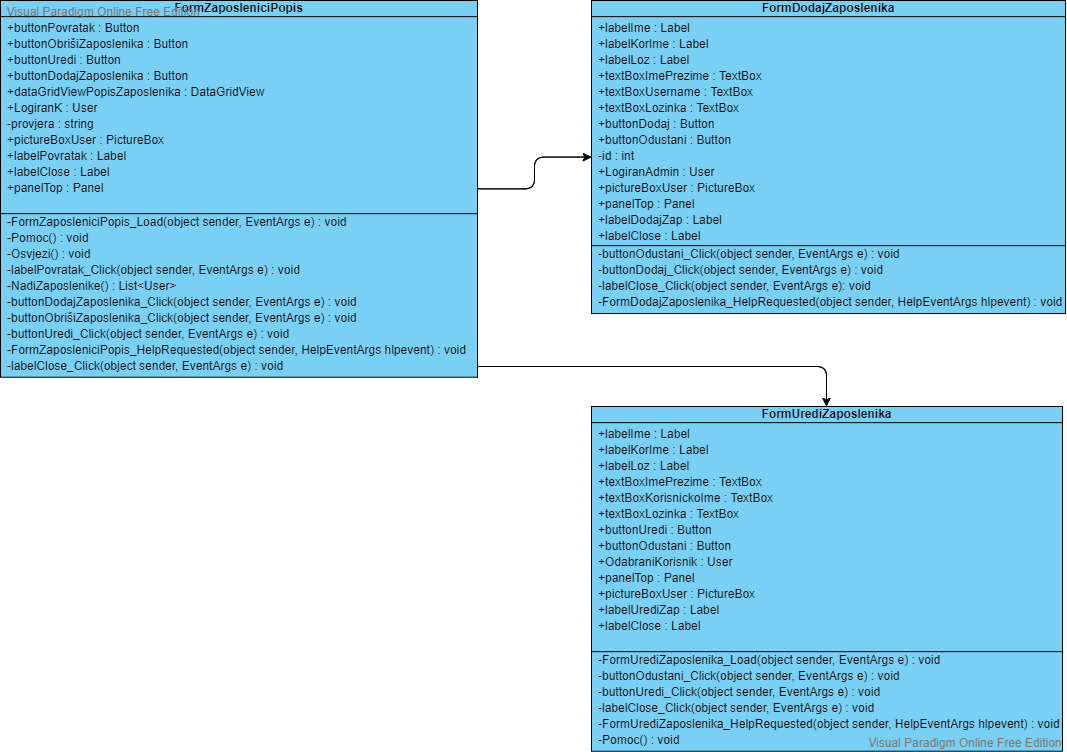 Visual Paradigm Online Free Edition
FormZaposleniciPopis
+buttonPovratak : Button
+buttonObrišiZaposlenika : Button
+buttonUredi : Button
+buttonDodajZaposlenika : Button
+dataGridViewPopisZaposlenika : DataGridView
+LogiranK : User
-provjera : string
+pictureBoxUser : PictureBox
+labelPovratak : Label
+labelClose : Label
+panelTop : Panel
-FormZaposleniciPopis_Load(object sender, EventArgs e) : void
-Pomoc() : void
-Osvjezi() : void
-labelPovratak_Click(object sender, EventArgs e) : void
-NadiZaposlenike() : List<User>
-buttonDodajZaposlenika_Click(object sender, EventArgs e) : void
-buttonObrišiZaposlenika_Click(object sender, EventArgs e) : void
-buttonUredi_Click(object sender, EventArgs e) : void
-FormZaposleniciPopis_HelpRequested(object sender, HelpEventArgs hlpevent) : void
-labelClose_Click(object sender, EventArgs e) : void
FormDodajZaposlenika
+labelIme : Label
+labelKorIme : Label
+labelLoz : Label
+textBoxImePrezime : TextBox
+textBoxUsername : TextBox
+textBoxLozinka : TextBox
+buttonDodaj : Button
+buttonOdustani : Button
-id : int
+LogiranAdmin : User
+pictureBoxUser : PictureBox
+panelTop : Panel
+labelDodajZap : Label
+labelClose : Label
-buttonOdustani_Click(object sender, EventArgs e) : void
-buttonDodaj_Click(object sender, EventArgs e) : void
-labelClose_Click(object sender, EventArgs e): void
-FormDodajZaposlenika_HelpRequested(object sender, HelpEventArgs hlpevent) : void
FormUrediZaposlenika
+labelIme : Label
+labelKorIme : Label
+labelLoz : Label
+textBoxImePrezime : TextBox
+textBoxKorisnickoIme : TextBox
+textBoxLozinka : TextBox
+buttonUredi : Button
+buttonOdustani : Button
+OdabraniKorisnik : User
+panelTop : Panel
+pictureBoxUser : PictureBox
+labelUrediZap : Label
+labelClose : Label
-FormUrediZaposlenika_Load(object sender, EventArgs e) : void
-buttonOdustani_Click(object sender, EventArgs e) : void
-buttonUredi_Click(object sender, EventArgs e) : void
-labelClose_Click(object sender, EventArgs e) : void
-FormUrediZaposlenika_HelpRequested(object sender, HelpEventArgs hlpevent) : void
-Pomoc() : void
Visual Paradigm Online Free Edition